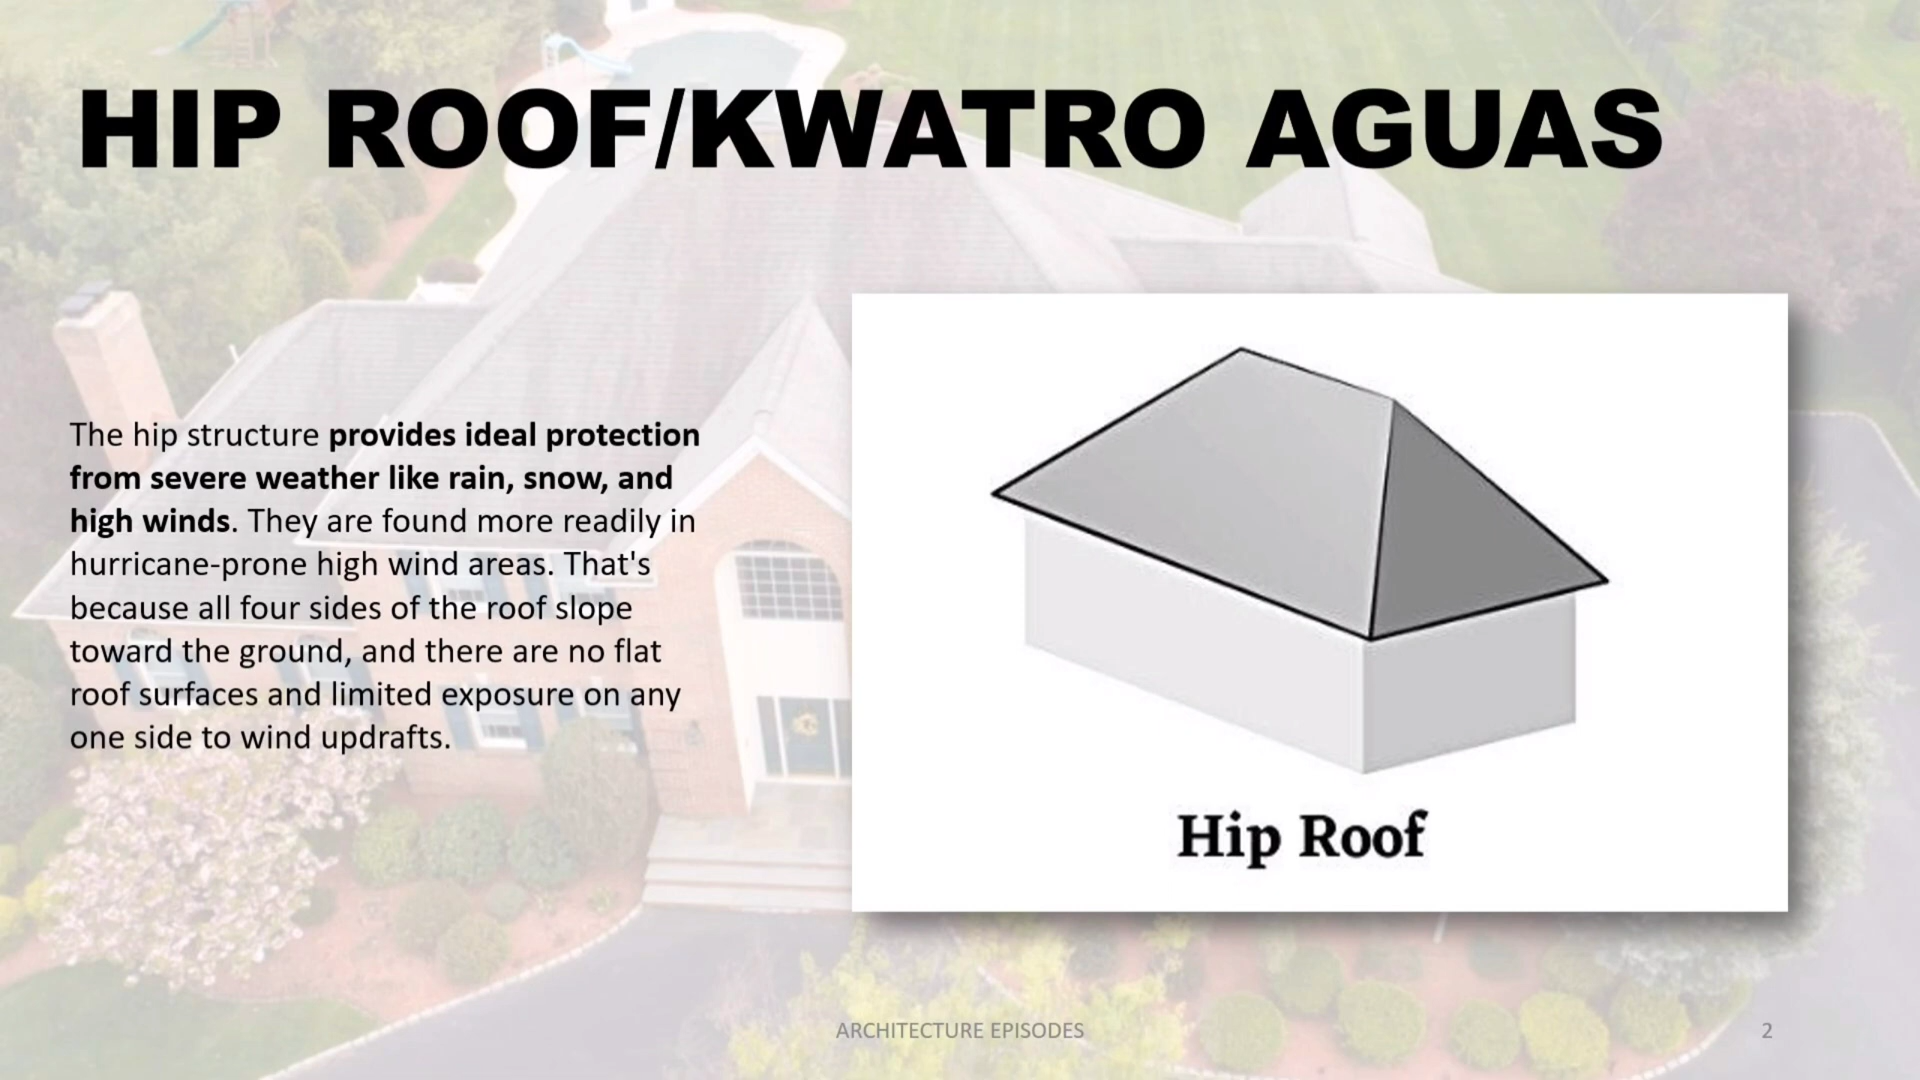 HIP ROOF/KWATRO AGUAS
The hip structure provides ideal protection
from severe weather like rain, snow, and
high winds. They are found more readily in
hurricane-prone high wind areas. That's
because all four sides of the roof slope
toward the ground, and there are no flat
roof surfaces and limited exposure on any
one side to wind updrafts.
Hip Roof
ARCHITECTURE EPISODES
2